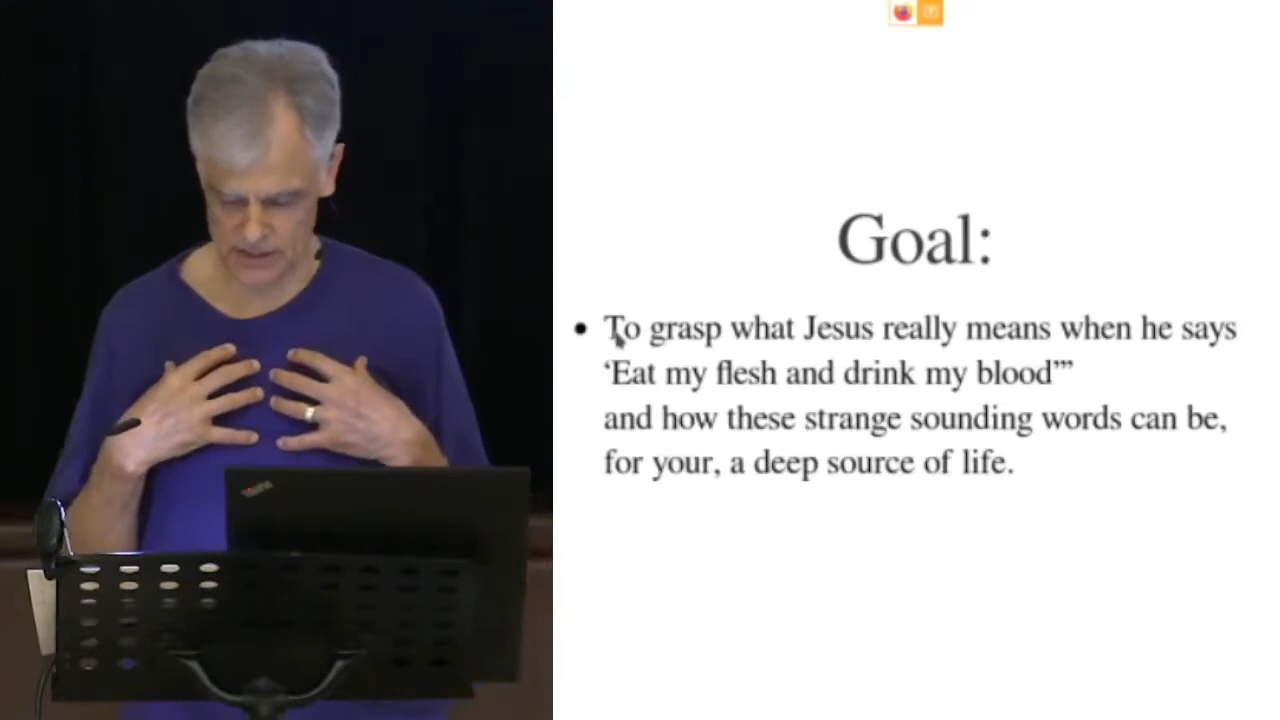 Goal:
• To grasp what Jesus really means when he says
‘Eat my flesh and drink my blood’”
and how these strange sounding words can be,
for your, a deep source of life.
ThinkPad